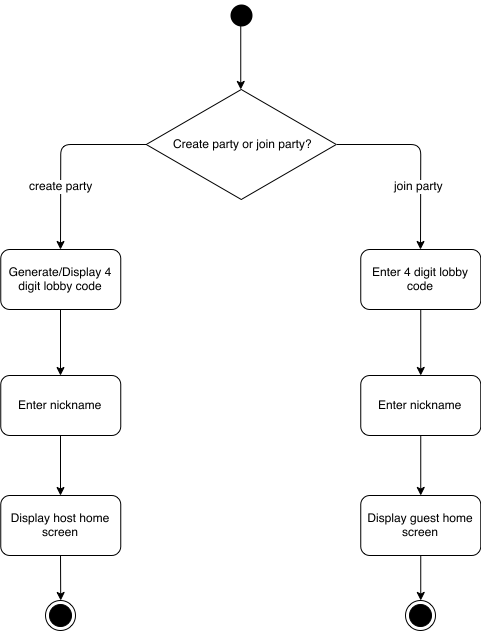 Create party or join party?
create party
join party
Generate/Display 4
digit lobby code
Enter 4 digit lobby
code
Enter nickname
Enter nickname
Display host home
screen
Display guest home
screen